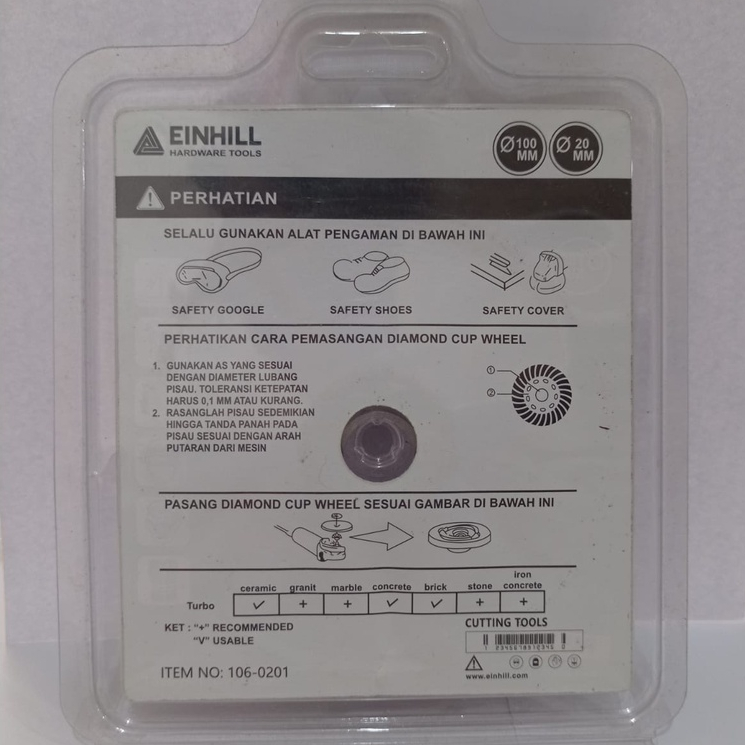 EINHILL
HARDWARE TOOLS
Ø100 MM
Ø 20 MM
PERHATIAN
SELALU GUNAKAN ALAT PENGAMAN DI BAWAH INI
SAFETY GOOGLE
SAFETY SHOES
SAFETY COVER
PERHATIKAN CARA PEMASANGAN DIAMOND CUP WHEEL
1. GUNAKAN AS YANG SESUAI
DENGAN DIAMETER LUBANG
PISAU. TOLERANSI KETEPATAN
HARUS 0,1 MM ATAU KURANG.
2. RASANGLAH PISAU SEDEMIKIAN
HINGGA TANDA PANAH PADA
PISAU SESUAI DENGAN ARAH
PUTARAN DARI MESIN
1
2
PASANG DIAMOND CUP WHEEL SESUAI GAMBAR DI BAWAH INI
ceramic granit marble concrete brick stone iron concrete
Turbo ✓ + + ✓ ✓ + +
KET : "+" RECOMMENDED
"V" USABLE
CUTTING TOOLS
www.einhill.com
ITEM NO: 106-0201